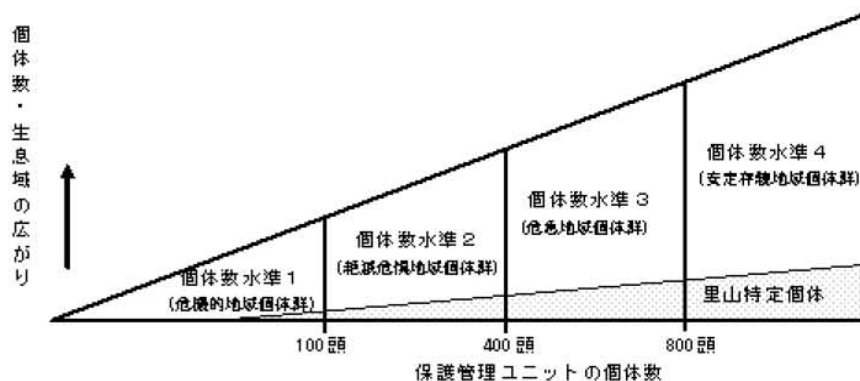 個体数・生息域の広がり
個体数水準1
(危機的地域個体群)
個体数水準2
(絶滅危惧地域個体群)
個体数水準3
(危急地域個体群)
個体数水準4
(安定存続地域個体群)
里山特定個体
100頭
400頭
800頭
保護管理ユニットの個体数